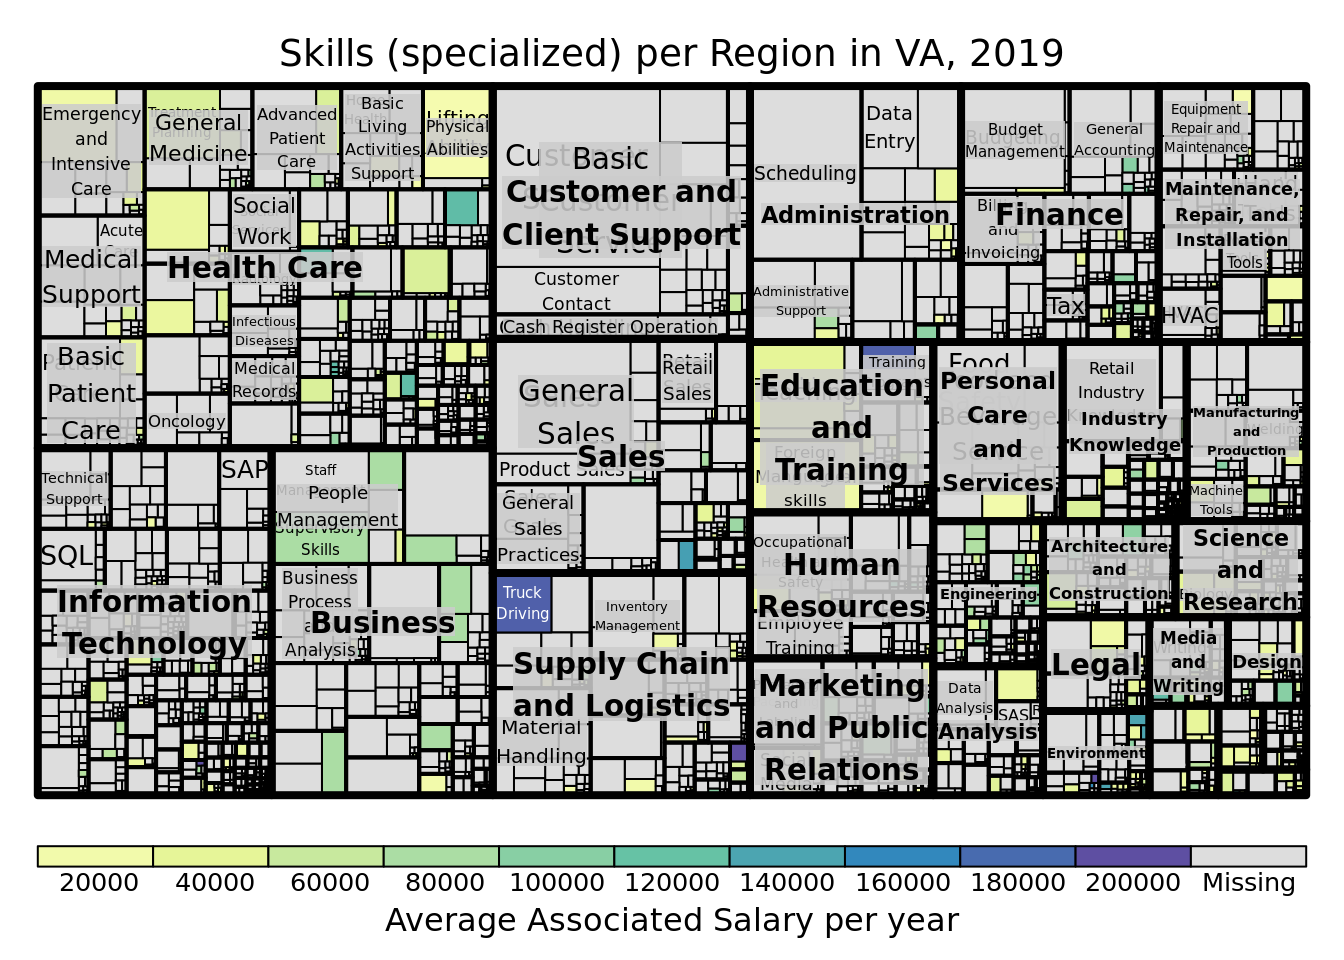 Skills (specialized) per Region in VA, 2019
Emergency
and
Intensive
Care
General
Medicine
Advanced
Patient
Care
Basic
Living
Activities
Support
Lifting
Physical
Abilities
Acute
Medical
Support
Social
Work
Health Care
Infectious
Diseases
Medical
Records
Oncology
Basic
Patient
Care
Basic
Customer and
Client Support
Customer
Contact
Cash Register Operation
Scheduling
Data
Entry
Administration
Administrative
Support
Budget
Management
General
Accounting
Finance
and
Invoicing
Tax
Equipment
Repair and
Maintenance
Maintenance,
Repair, and
Installation
Tools
HVAC
General
Sales
Retail
Sales
Sales
Product Sales
General
Sales
Practices
Training
Education
and
Training
Foreign
skills
Food
Personal
Care
and
Services
Retail
Industry
Industry
Knowledge
Manufacturing
and
Production
Machine
Tools
Technical
Support
SAP
SQL
Information
Technology
Staff
People
Management
Supervisory
Skills
Business
Process
Analysis
Business
Truck
Driving
Inventory
Management
Supply Chain
and Logistics
Material
Handling
Occupational
Safety
Human
Resources
Employee
Training
Marketing
and Public
Relations
Social
Media
Engineering
Architecture
and
Construction
Science
and
Research
Data
Analysis
SAS
Analysis
Legal
Environment
Media
and
Writing
Design
20000 40000 60000 80000 100000 120000 140000 160000 180000 200000 Missing
Average Associated Salary per year